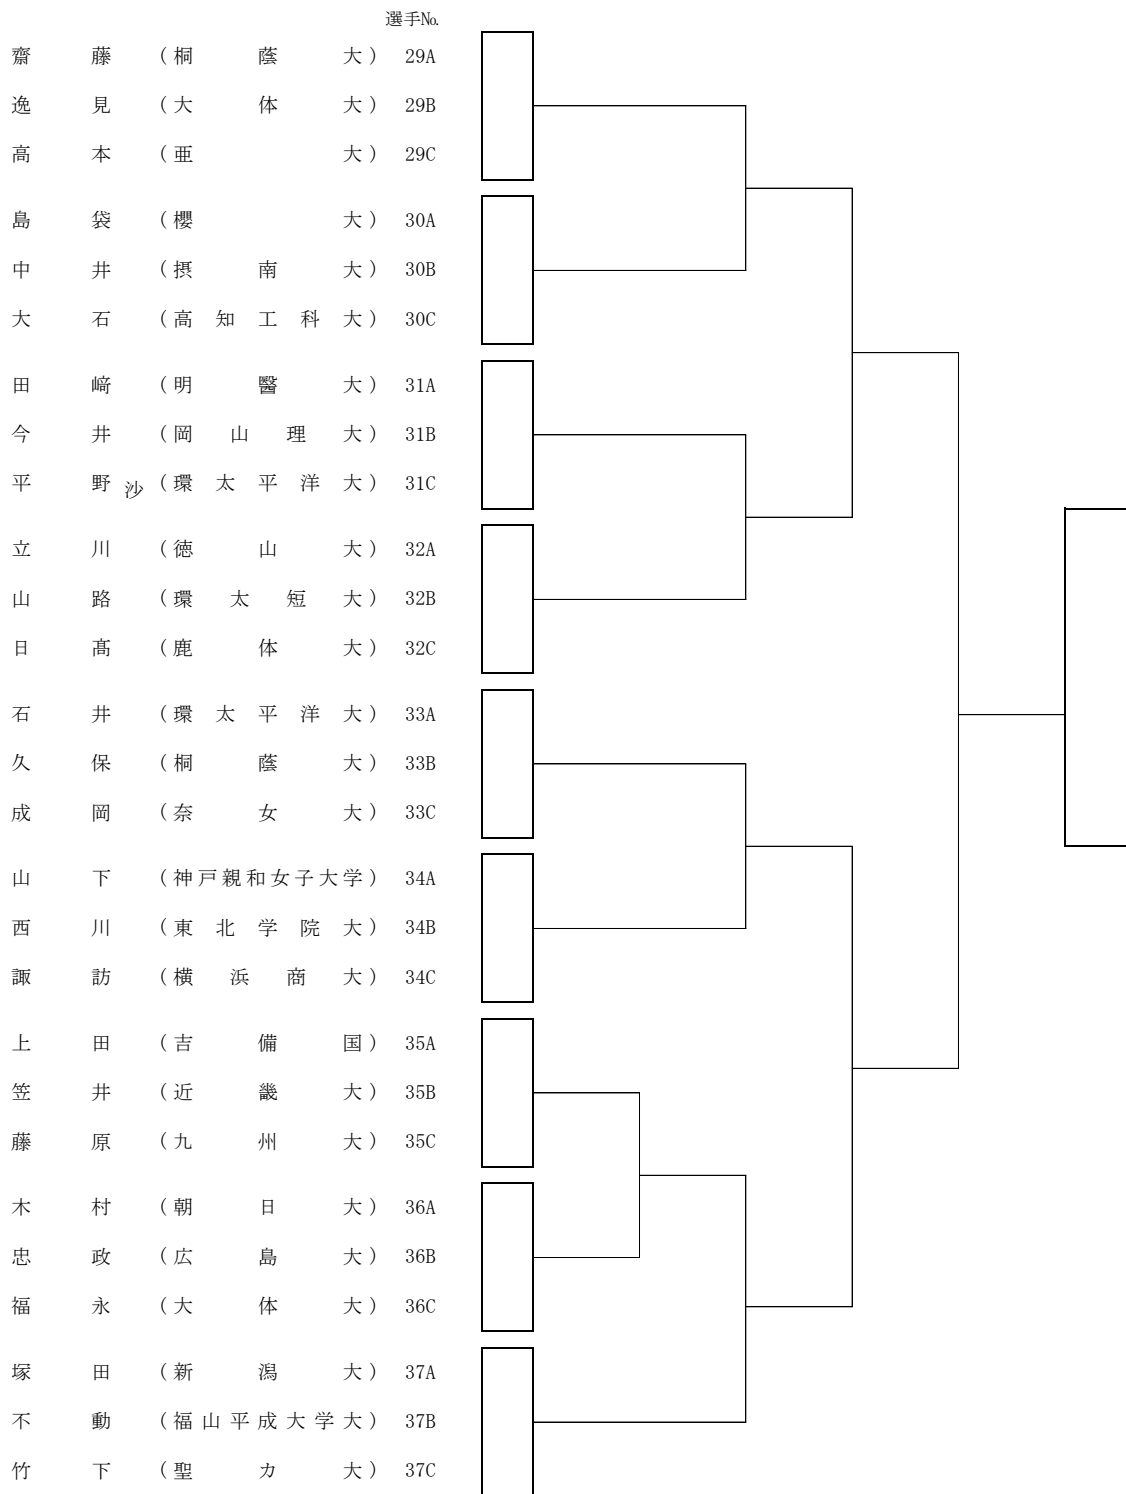 選手№
齋藤(桐蔭大) 29A
逸見(大体大) 29B
高本(亜大) 29C
島袋(櫻大) 30A
中井(摂南大) 30B
大石(高知工科大) 30C
田﨑(明醫大) 31A
今井(岡山理大) 31B
平野沙(環太平洋大) 31C
立川(徳山大) 32A
山路(環太短大) 32B
日髙(鹿体大) 32C
石井(環太平洋大) 33A
久保(桐蔭大) 33B
成岡(奈女大) 33C
山下(神戸親和女子大学) 34A
西川(東北学院大) 34B
諏訪(横浜商大) 34C
上田(吉備国) 35A
笠井(近畿大) 35B
藤原(九州大) 35C
木村(朝日大) 36A
忠政(広島大) 36B
福永(大体大) 36C
塚田(新潟大) 37A
不動(福山平成大学大) 37B
竹下(聖カ大) 37C